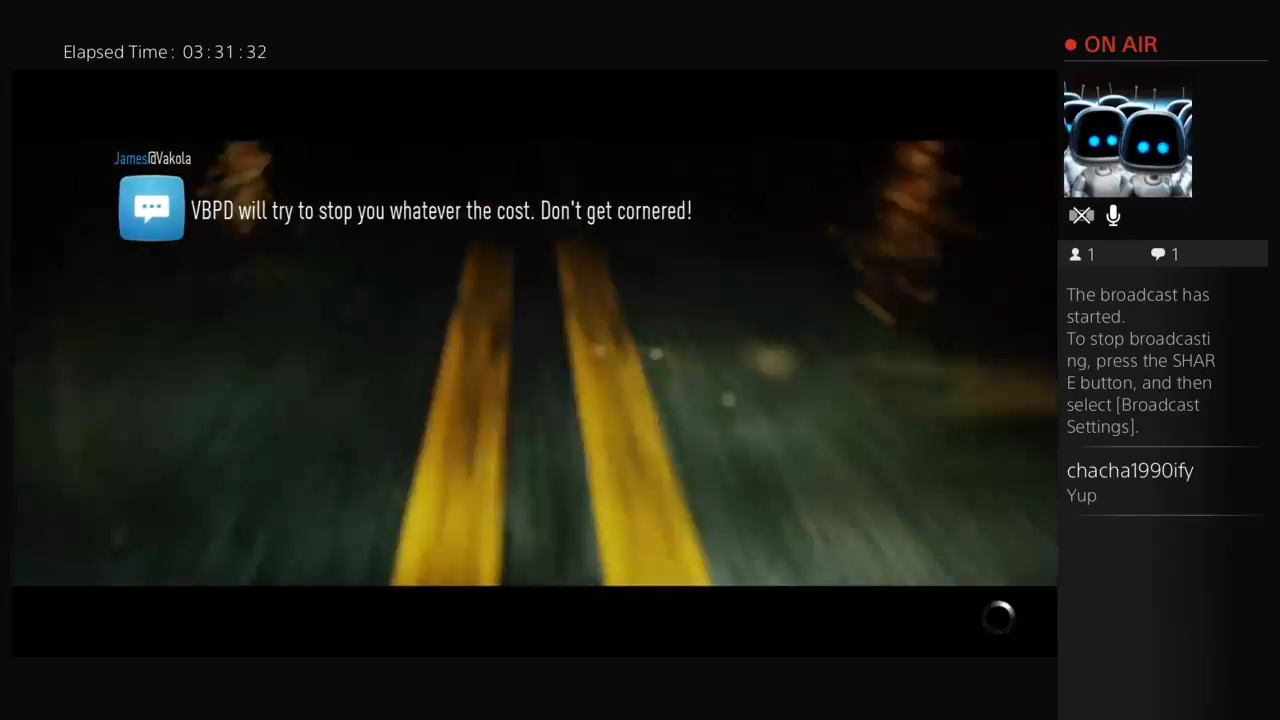 Elapsed Time: 03:31:32
ON AIR
James@Vakola
VBPD will try to stop you whatever the cost. Don't get cornered!
1 1
The broadcast has
started.
To stop broadcasti
ng, press the SHAR
E button, and then
select [Broadcast
Settings].
chacha1990ify
Yup